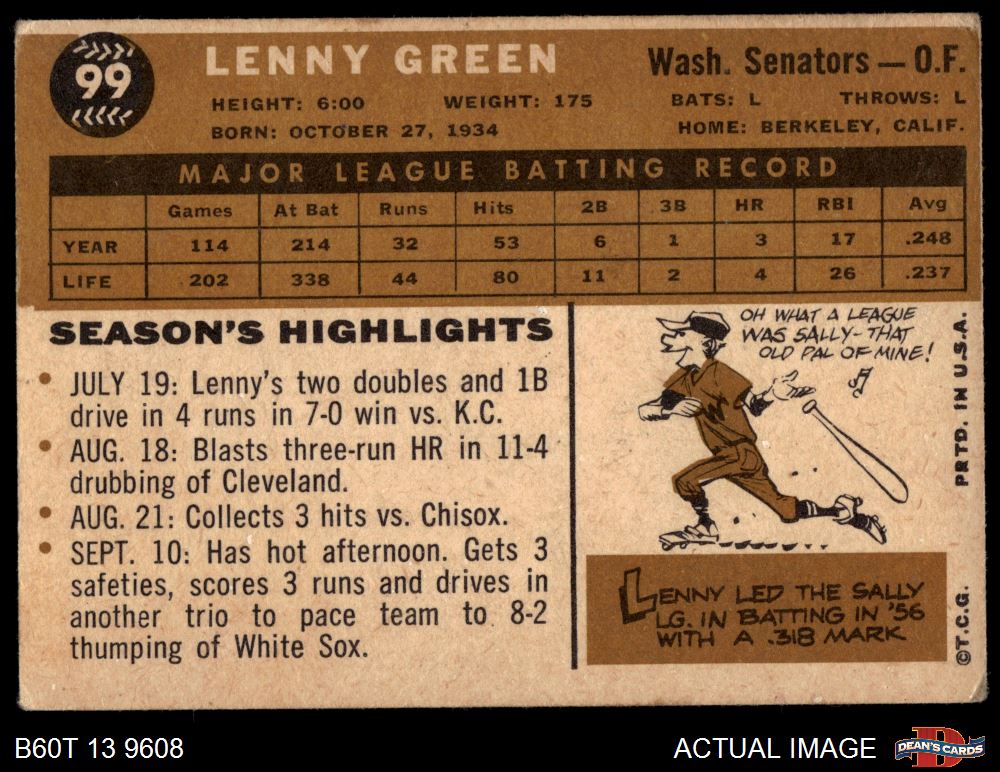 99
LENNY GREEN
Wash. Senators — O.F.
HEIGHT: 6:00 WEIGHT: 175 BATS: L THROWS: L
BORN: OCTOBER 27, 1934 HOME: BERKELEY, CALIF.
MAJOR LEAGUE BATTING RECORD
Games At Bat Runs Hits 2B 3B HR RBI Avg
YEAR 114 214 32 53 6 1 3 17 .248
LIFE 202 338 44 80 11 2 4 26 .237
SEASON'S HIGHLIGHTS
• JULY 19: Lenny's two doubles and 1B
drive in 4 runs in 7-0 win vs. K.C.
• AUG. 18: Blasts three-run HR in 11-4
drubbing of Cleveland.
• AUG. 21: Collects 3 hits vs. Chisox.
• SEPT. 10: Has hot afternoon. Gets 3
safeties, scores 3 runs and drives in
another trio to pace team to 8-2
thumping of White Sox.
OH WHAT A LEAGUE
WAS SALLY-THAT
OLD PAL OF MINE!
W
LENNY LED THE SALLY
LG. IN BATTING IN '56
WITH A .318 MARK
PRTD. IN U.S.A.
©T.C.G.
B60T 13 9608
ACTUAL IMAGE
D
DEAN'S CARDS